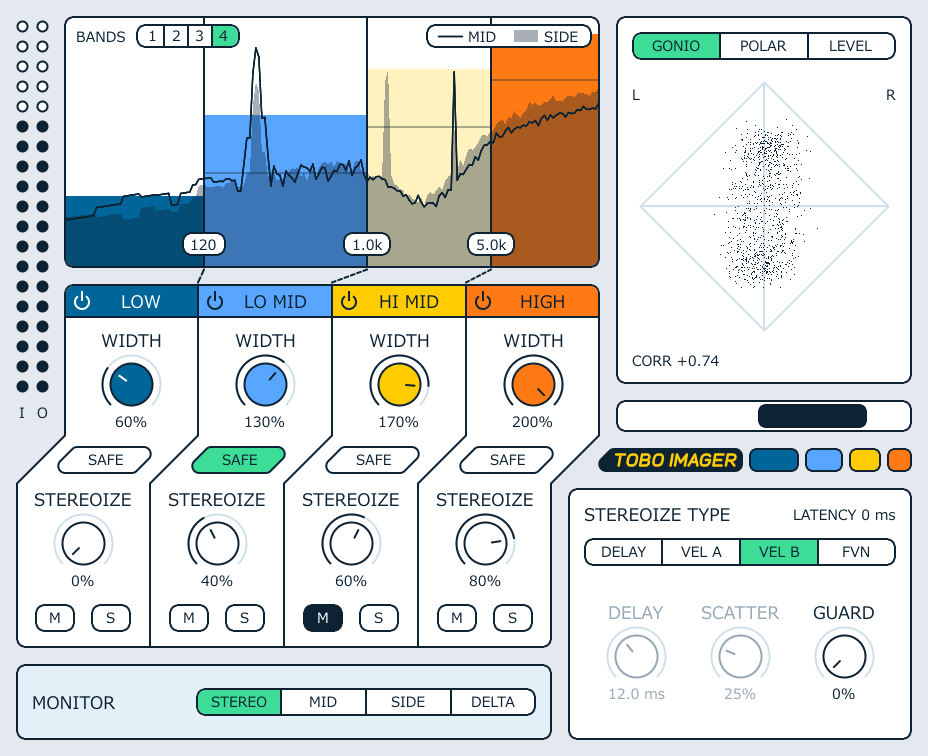 BANDS 1 2 3 4 MID SIDE
120 1.0k 5.0k
I O
LOW LO MID HI MID HIGH
WIDTH WIDTH WIDTH WIDTH
60% 130% 170% 200%
SAFE SAFE SAFE SAFE
STEREOIZE STEREOIZE STEREOIZE STEREOIZE
0% 40% 60% 80%
M S M S M S M S
MONITOR STEREO MID SIDE DELTA
GONIO POLAR LEVEL
L R
CORR +0.74
TOBO IMAGER
STEREOIZE TYPE LATENCY 0 ms
DELAY VEL A VEL B FVN
DELAY SCATTER GUARD
12.0 ms 25% 0%